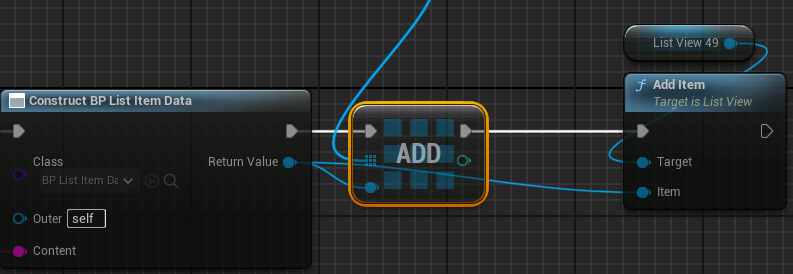 List View 49
Construct BP List Item Data
f Add Item
Target is List View
ADD
Class
Return Value
Target
BP List Item Da
Item
Outer self
Content